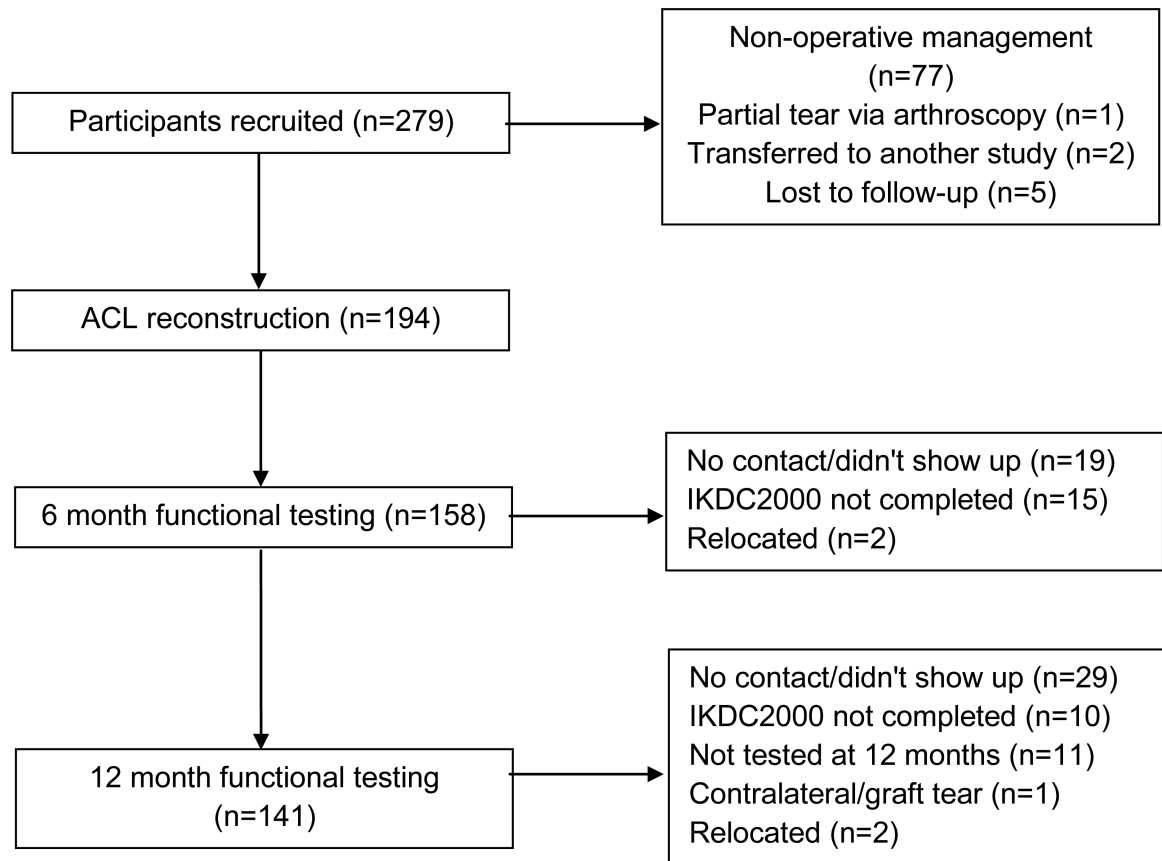 Non-operative management
(n=77)
Partial tear via arthroscopy (n=1)
Transferred to another study (n=2)
Lost to follow-up (n=5)
Participants recruited (n=279)
ACL reconstruction (n=194)
No contact/didn't show up (n=19)
IKDC2000 not completed (n=15)
Relocated (n=2)
6 month functional testing (n=158)
No contact/didn't show up (n=29)
IKDC2000 not completed (n=10)
Not tested at 12 months (n=11)
Contralateral/graft tear (n=1)
Relocated (n=2)
12 month functional testing
(n=141)